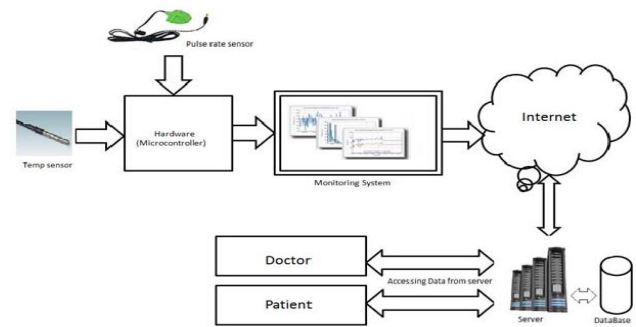 Pulse rate sensor
Temp sensor
Hardware
(Microcontroller)
Monitoring System
Internet
Doctor
Accessing Data from server
Patient
Server
DataBase